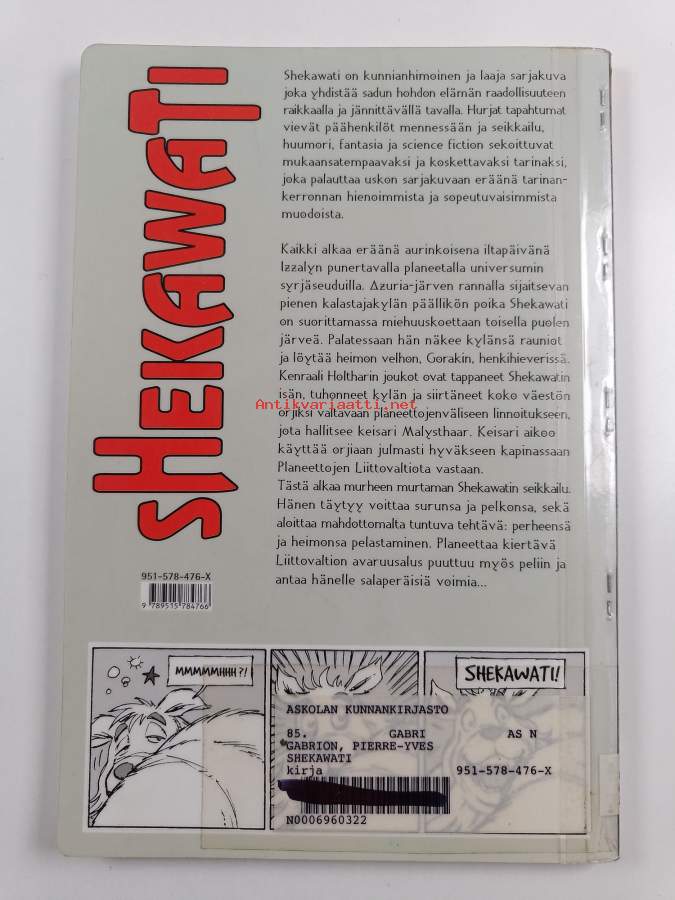 SHEKAWATI
Shekawati on kunnianhimoinen ja laaja sarjakuva
joka yhdistää sadun hohdon elämän raadollisuuteen
raikkaalla ja jännittävällä tavalla. Hurjat tapahtumat
vievät päähenkilöt mennessään ja seikkailu,
huumori, fantasia ja science fiction sekoittuvat
mukaansatempaavaksi ja koskettavaksi tarinaksi,
joka palauttaa uskon sarjakuvaan eräänä tarinan-
kerronnan hienoimmista ja sopeutuvaisimmista
muodoista.
Kaikki alkaa eräänä aurinkoisena iltapäivänä
Izzalyn punertavalla planeetalla universumin
syrjäseuduilla. Azuria-järven rannalla sijaitsevan
pienen kalastajakylän päällikön poika Shekawati
on suorittamassa miehuuskoettaan toisella puolen
järveä. Palatessaan hän näkee kylänsä rauniot
ja löytää heimon velhon, Gorakin, henkihieverissä.
Kenraali Holtharin joukot ovat tappaneet Shekawatin
isän, tuhonneet kylän ja siirtäneet koko väestön
orjiksi valtavaan planeettojenväliseen linnoitukseen,
jota hallitsee keisari Malysthaar. Keisari aikoo
käyttää orjiaan julmasti hyväkseen kapinassaan
Planeettojen Liittovaltiota vastaan.
Tästä alkaa murheen murtaman Shekawatin seikkailu.
Hänen täytyy voittaa surunsa ja pelkonsa, sekä
aloittaa mahdottomalta tuntuva tehtävä: perheensä
ja heimonsa pelastaminen. Planeettaa kiertävä
Liittovaltion avaruusalus puuttuu myös peliin ja
antaa hänelle salaperäisiä voimia...
Antikvariaatti.net
951-578-476-X
9 789515 784766
MMMMMHHH?!
SHEKAWATI!
ASKOLAN KUNNANKIRJASTO
85. GABRI AS N
GABRION, PIERRE-YVES
SHEKAWATI
kirja 951-578-476-X
N0006960322